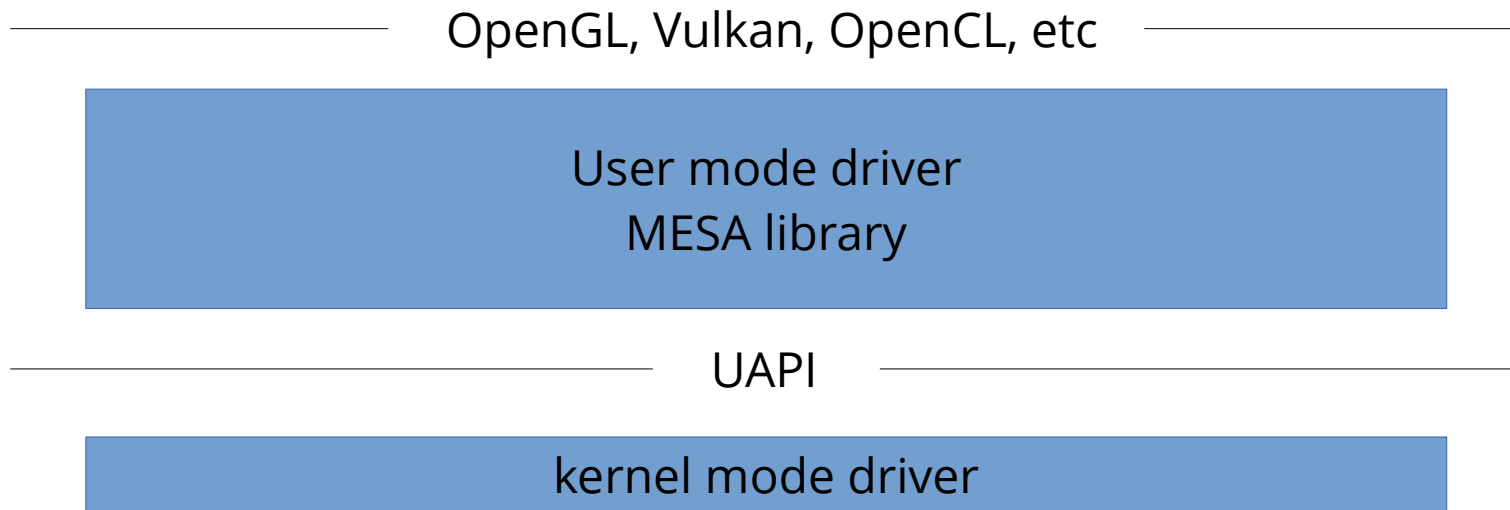 OpenGL, Vulkan, OpenCL, etc
User mode driver
MESA library
UAPI
kernel mode driver